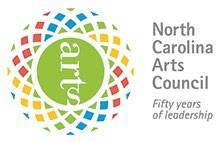 arts
North
Carolina
Arts
Council
Fifty years
of leadership